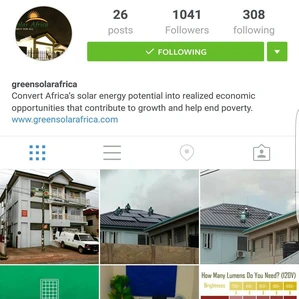 26 1041 308
posts followers following
✓ FOLLOWING
greensolarafrica
Convert Africa's solar energy potential into realized economic
opportunities that contribute to growth and help end poverty.
www.greensolarafrica.com
How Many Lumens Do You Need? (120V)
Brightness